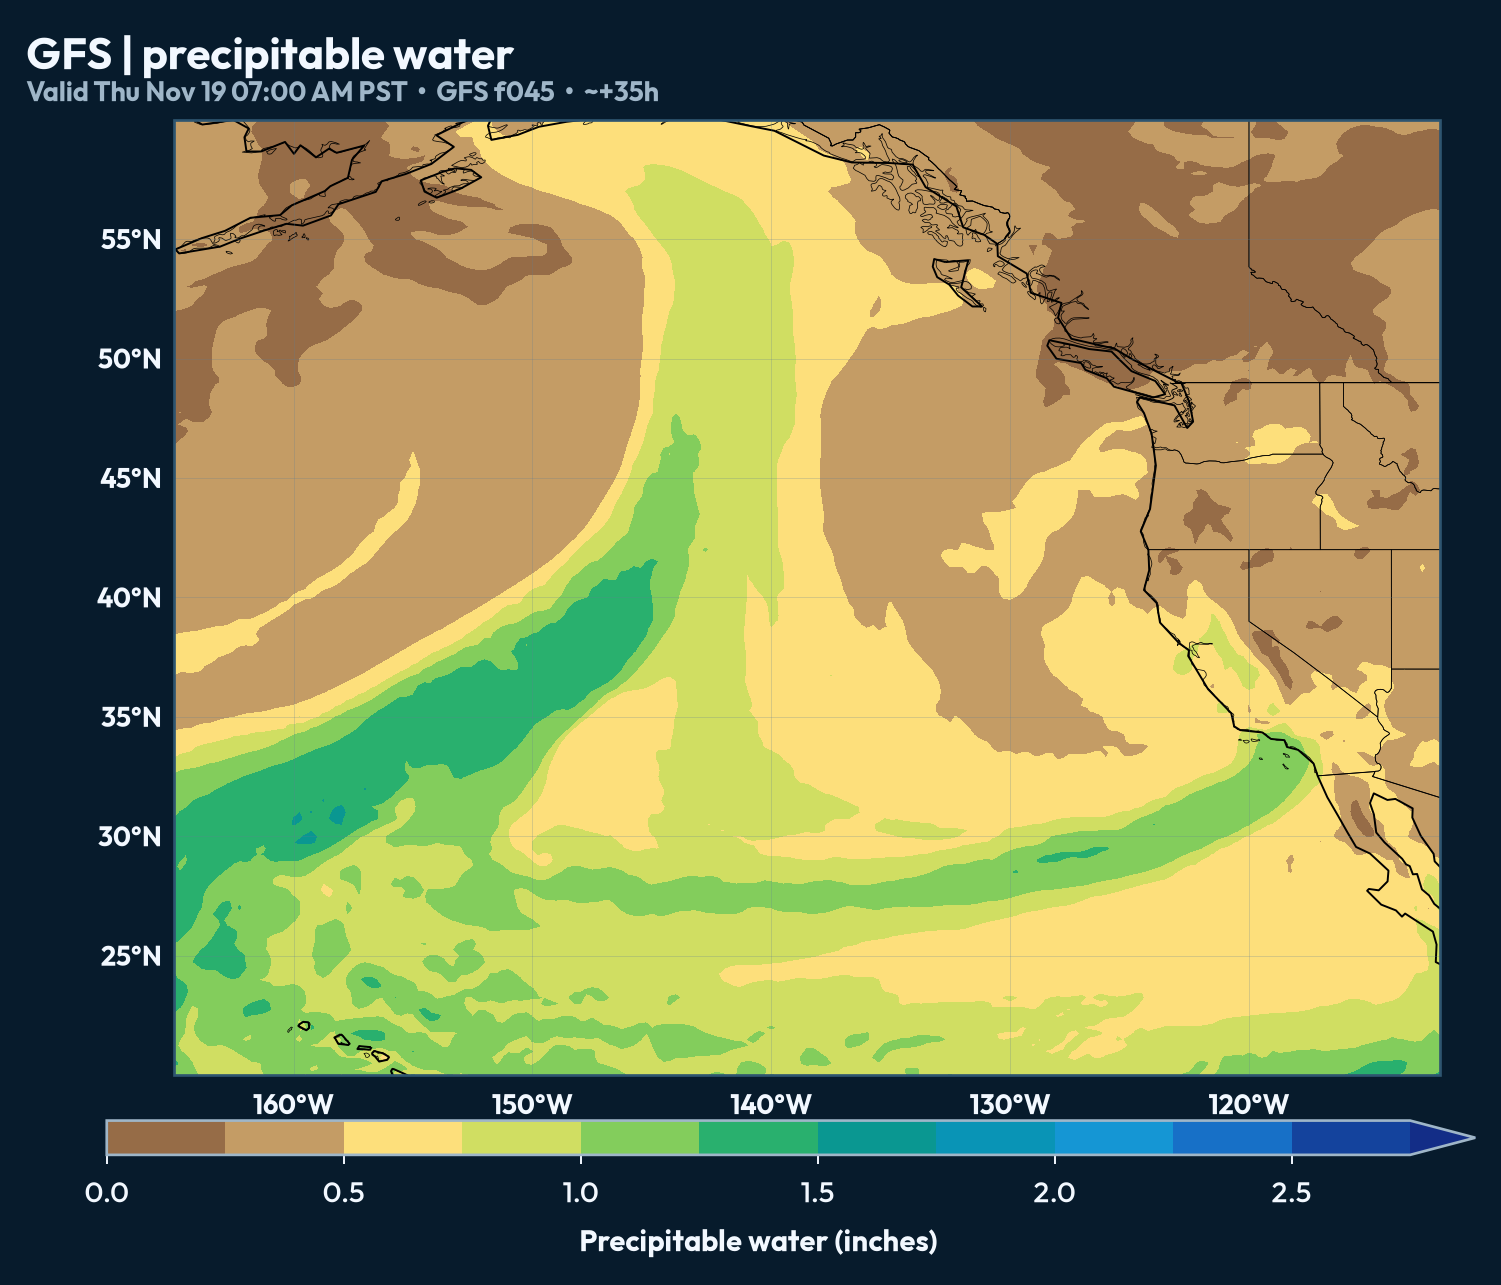 GFS | precipitable water
Valid Thu Nov 19 07:00 AM PST • GFS f045 • ~+35h
55°N
50°N
45°N
40°N
35°N
30°N
25°N
160°W 150°W 140°W 130°W 120°W
0.0 0.5 1.0 1.5 2.0 2.5
Precipitable water (inches)